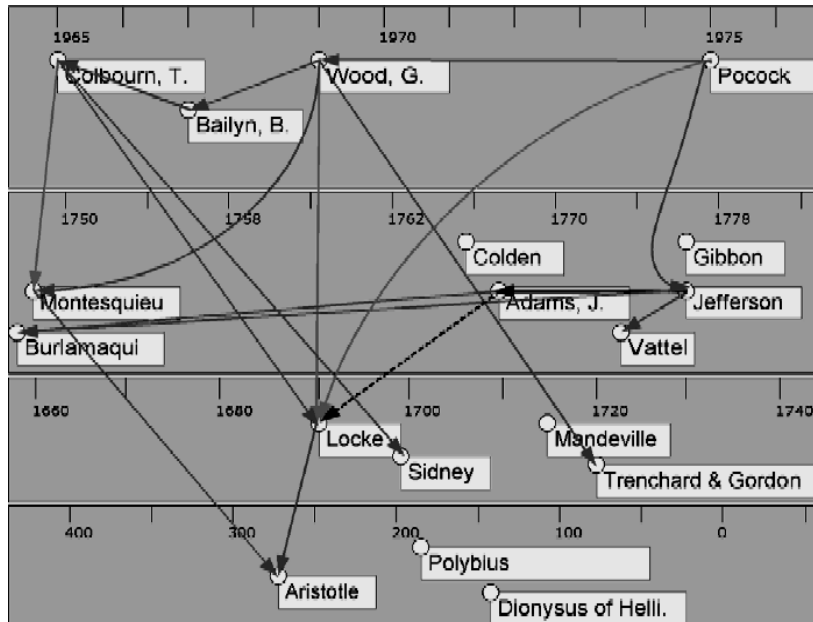 1965 1970 1975
Colbourn, T. Wood, G. Pocock
Bailyn, B.
1750 1758 1762 1770 1778
Colden Gibbon
Montesquieu Adams, J. Jefferson
Burlamaqui Vattel
1660 1680 1700 1720 1740
Locke Mandeville
Sidney Trenchard & Gordon
400 300 200 100 0
Polybius
Aristotle
Dionysus of Helli.